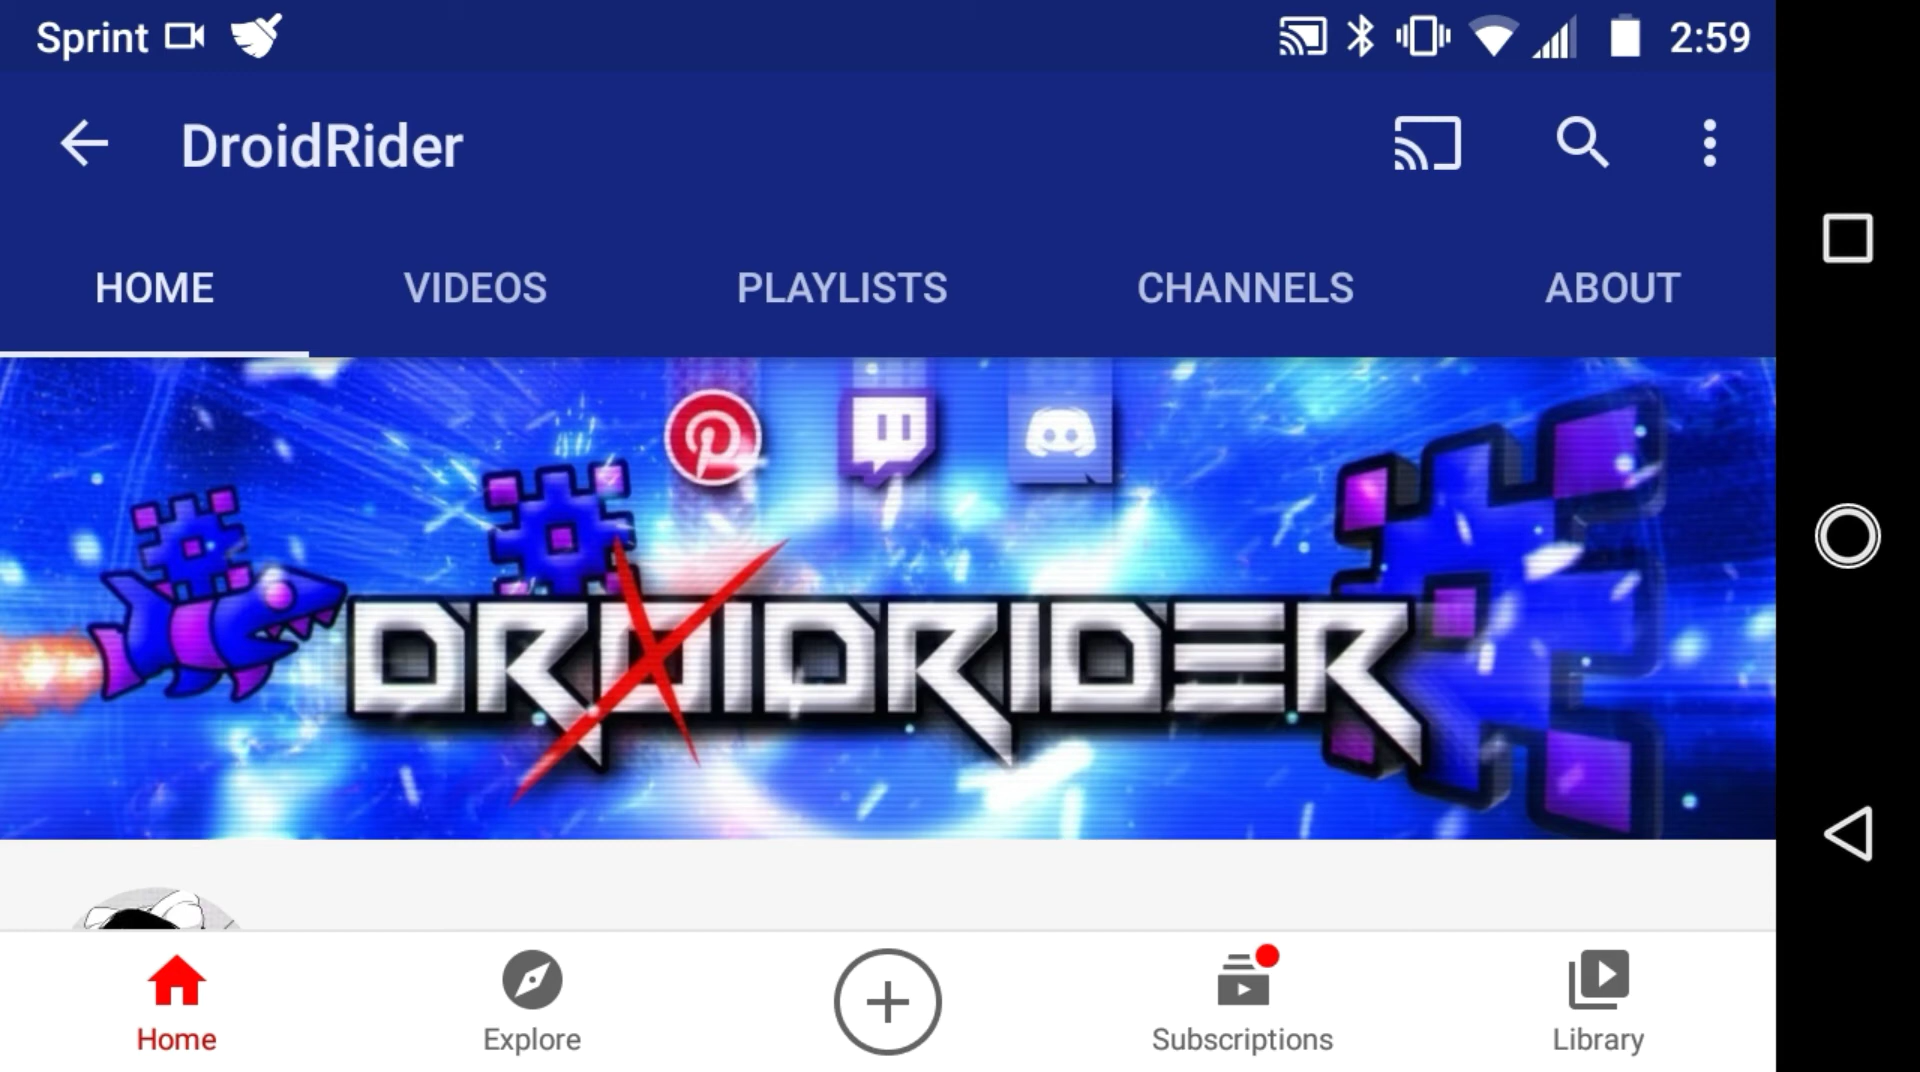 Sprint 2:59
DroidRider
HOME VIDEOS PLAYLISTS CHANNELS ABOUT
DROIDRIDER
Home Explore Subscriptions Library